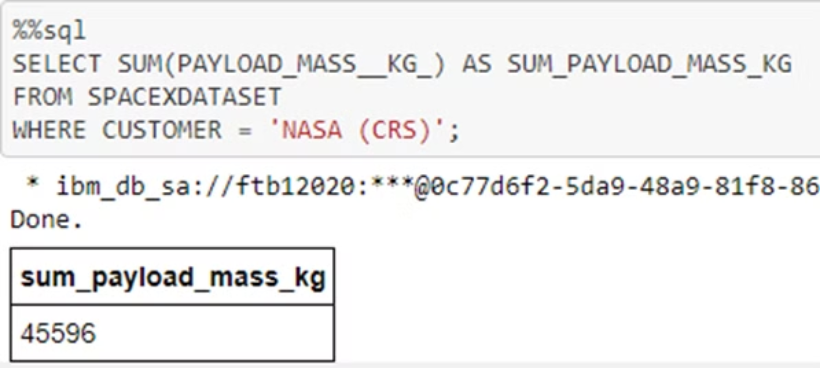 %%sql
SELECT SUM(PAYLOAD_MASS__KG_) AS SUM_PAYLOAD_MASS_KG
FROM SPACEXDATASET
WHERE CUSTOMER = 'NASA (CRS)';
* ibm_db_sa://ftb12020:***@0c77d6f2-5da9-48a9-81f8-86
Done.
sum_payload_mass_kg
45596